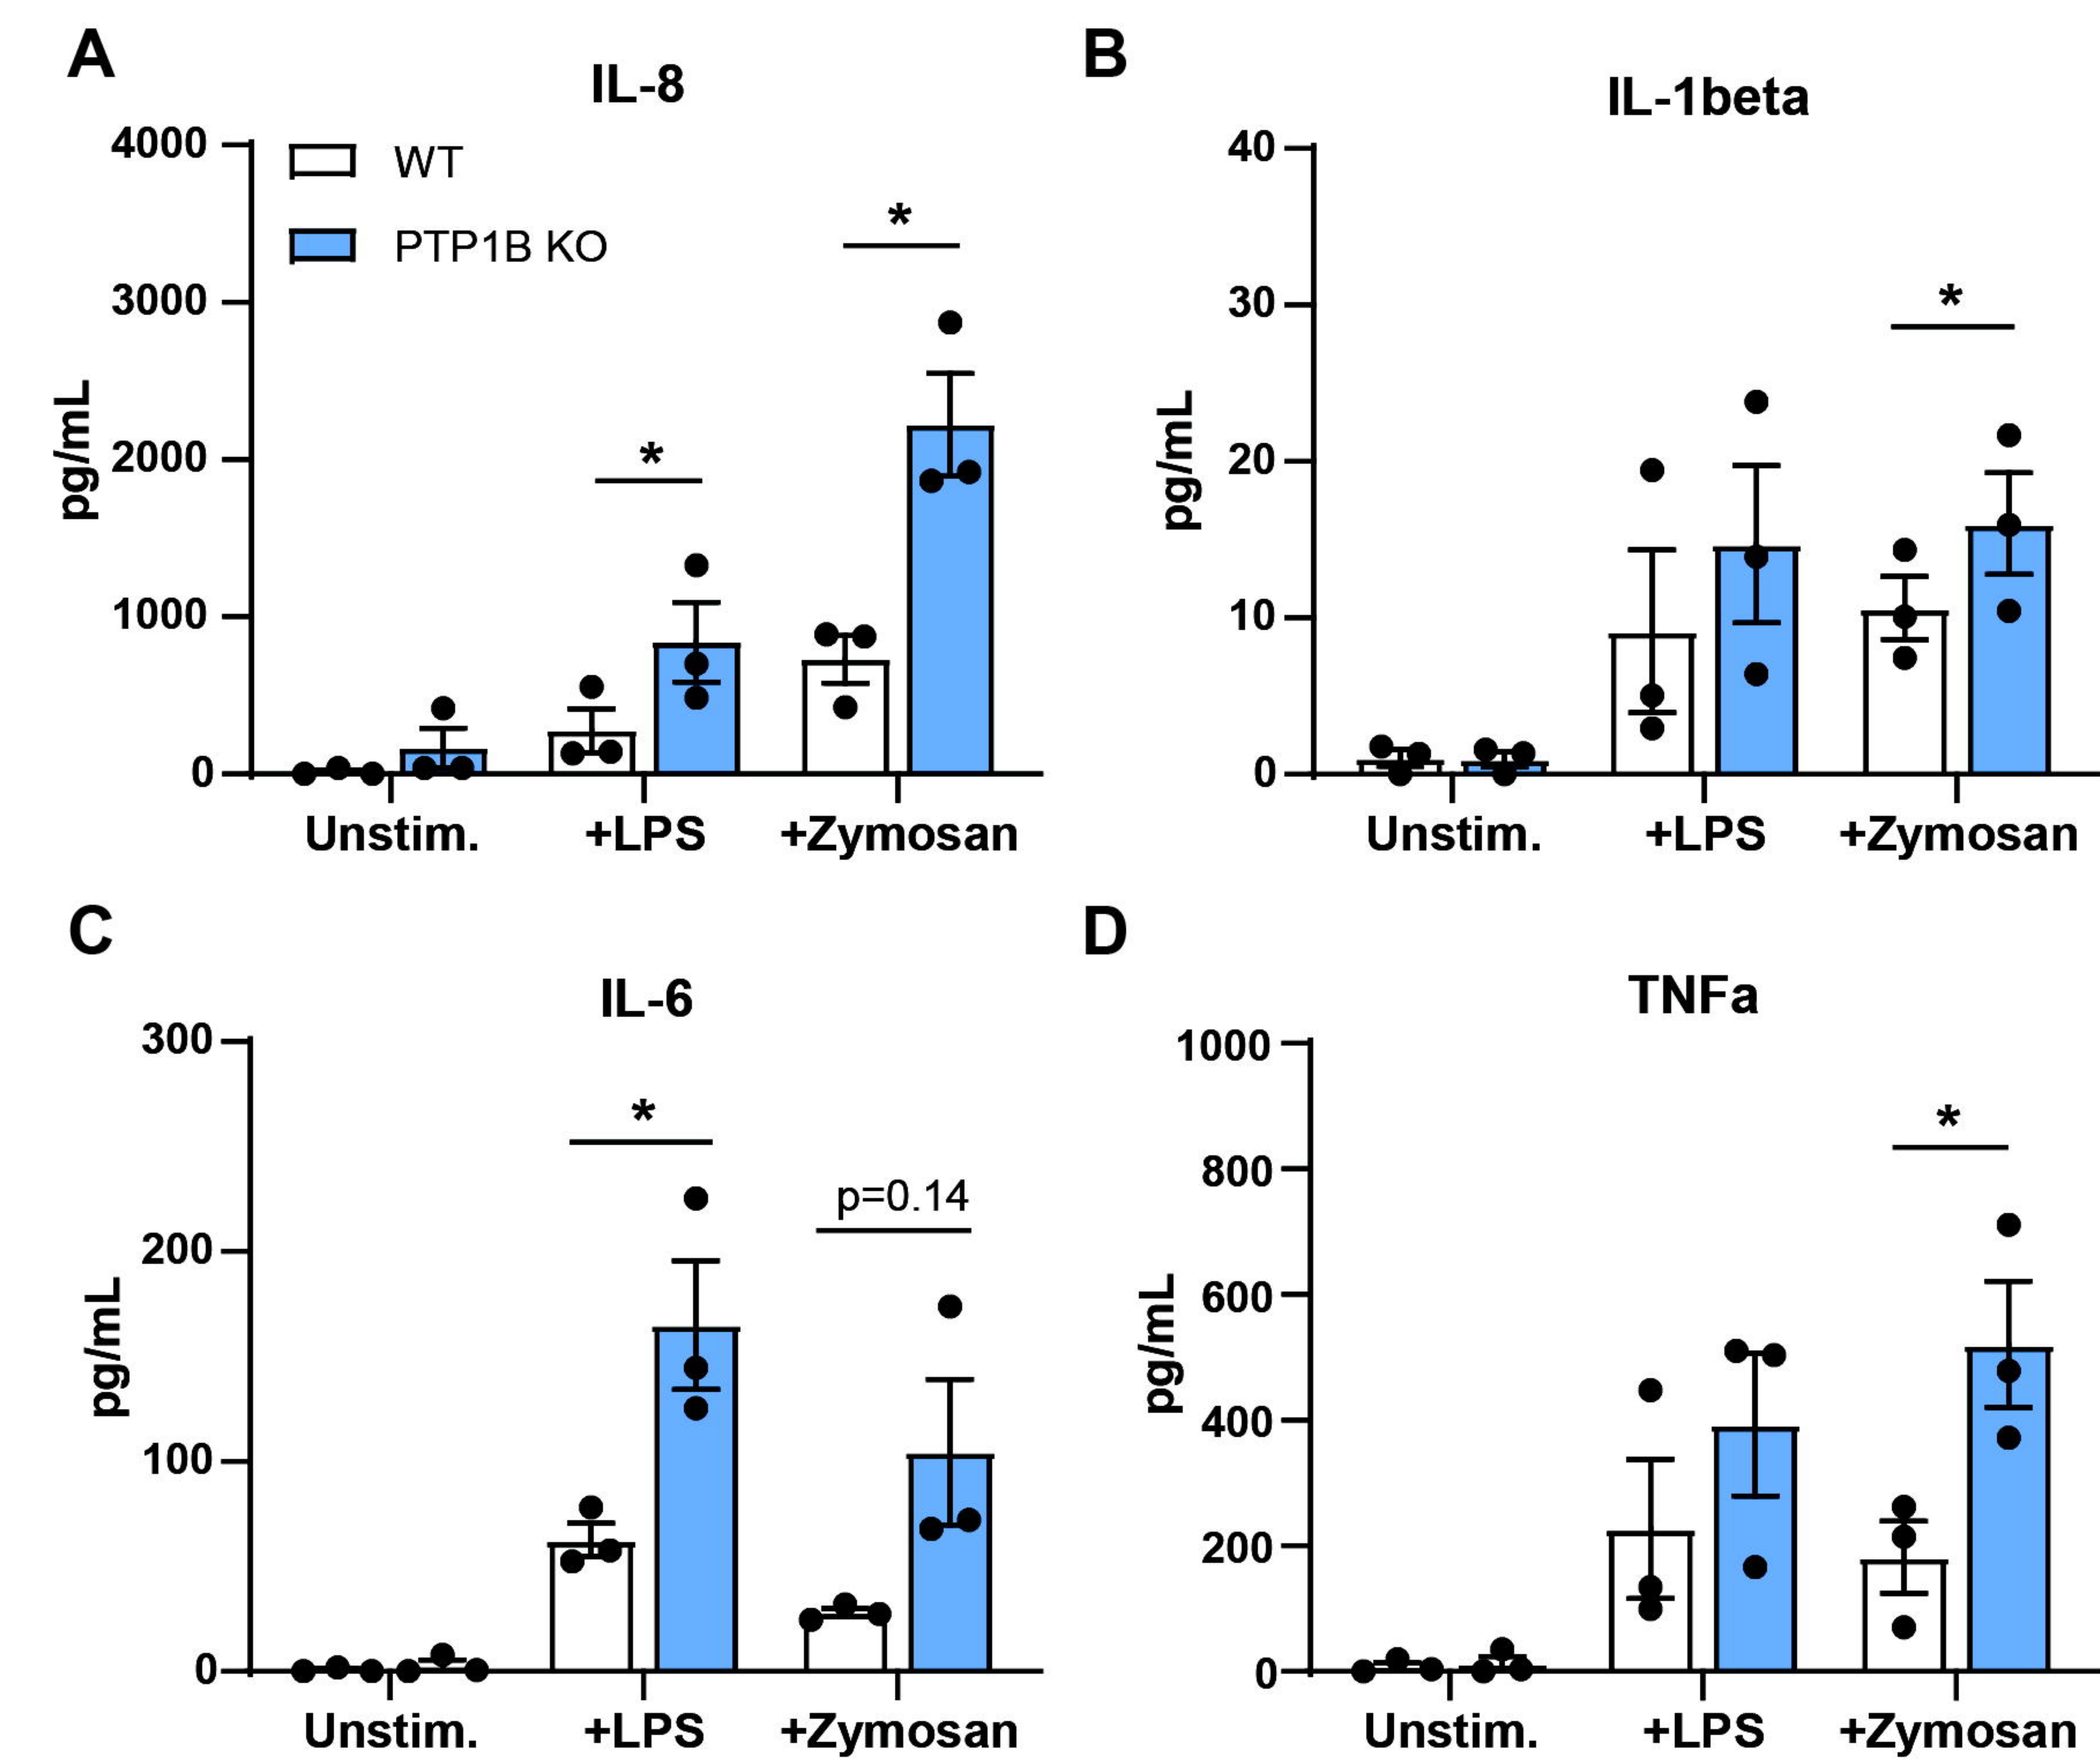 A
IL-8
4000
3000
2000
1000
0
pg/mL
WT
PTP1B KO
*
*
Unstim.
+LPS
+Zymosan
B
IL-1beta
40
30
20
10
0
pg/mL
*
Unstim.
+LPS
+Zymosan
C
IL-6
300
200
100
0
pg/mL
*
p=0.14
Unstim.
+LPS
+Zymosan
D
TNFa
1000
800
600
400
200
0
pg/mL
*
Unstim.
+LPS
+Zymosan